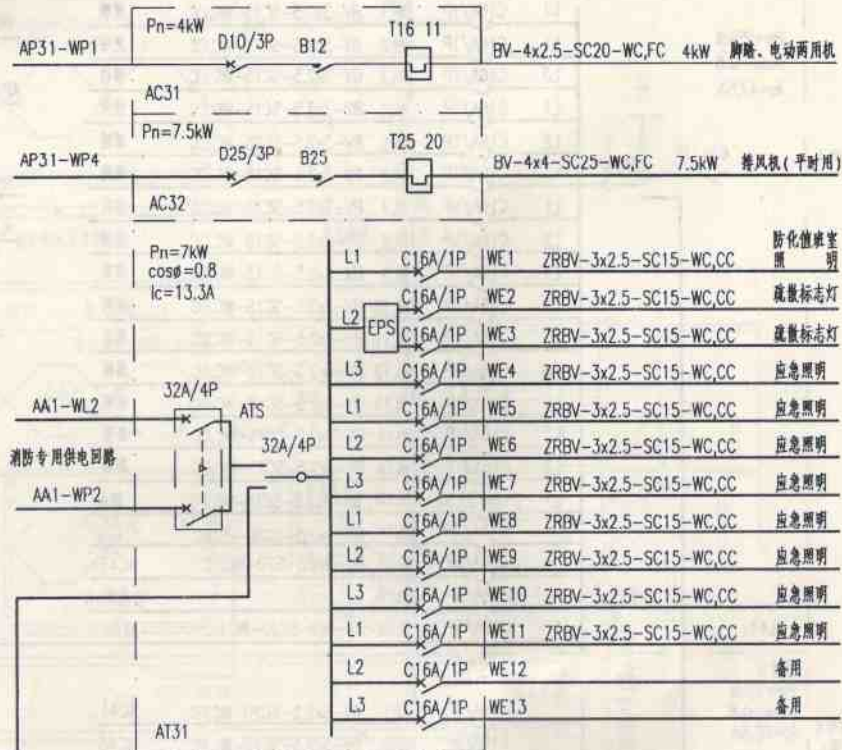 Pn=4kW
T16 11
AP31-WP1 D10/3P B12 BV-4x2.5-SC20-WC,FC 4kW 脚踏、电动两用机
AC31
Pn=7.5kW
T25 20
AP31-WP4 D25/3P B25 BV-4x4-SC25-WC,FC 7.5kW 排风机(平时用)
AC32
Pn=7kW
cosø=0.8
Ic=13.3A
L1 C16A/1P WE1 ZRBV-3x2.5-SC15-WC,CC 防化值班室
照 明
L2 EPS
C16A/1P WE2 ZRBV-3x2.5-SC15-WC,CC 疏散标志灯
C16A/1P WE3 ZRBV-3x2.5-SC15-WC,CC 疏散标志灯
L3 C16A/1P WE4 ZRBV-3x2.5-SC15-WC,CC 应急照明
L1 C16A/1P WE5 ZRBV-3x2.5-SC15-WC,CC 应急照明
L2 C16A/1P WE6 ZRBV-3x2.5-SC15-WC,CC 应急照明
L3 C16A/1P WE7 ZRBV-3x2.5-SC15-WC,CC 应急照明
L1 C16A/1P WE8 ZRBV-3x2.5-SC15-WC,CC 应急照明
L2 C16A/1P WE9 ZRBV-3x2.5-SC15-WC,CC 应急照明
L3 C16A/1P WE10 ZRBV-3x2.5-SC15-WC,CC 应急照明
L1 C16A/1P WE11 ZRBV-3x2.5-SC15-WC,CC 应急照明
L2 C16A/1P WE12 备用
L3 C16A/1P WE13 备用
32A/4P
AA1-WL2 ATS
32A/4P
消防专用供电回路
AA1-WP2
AT31